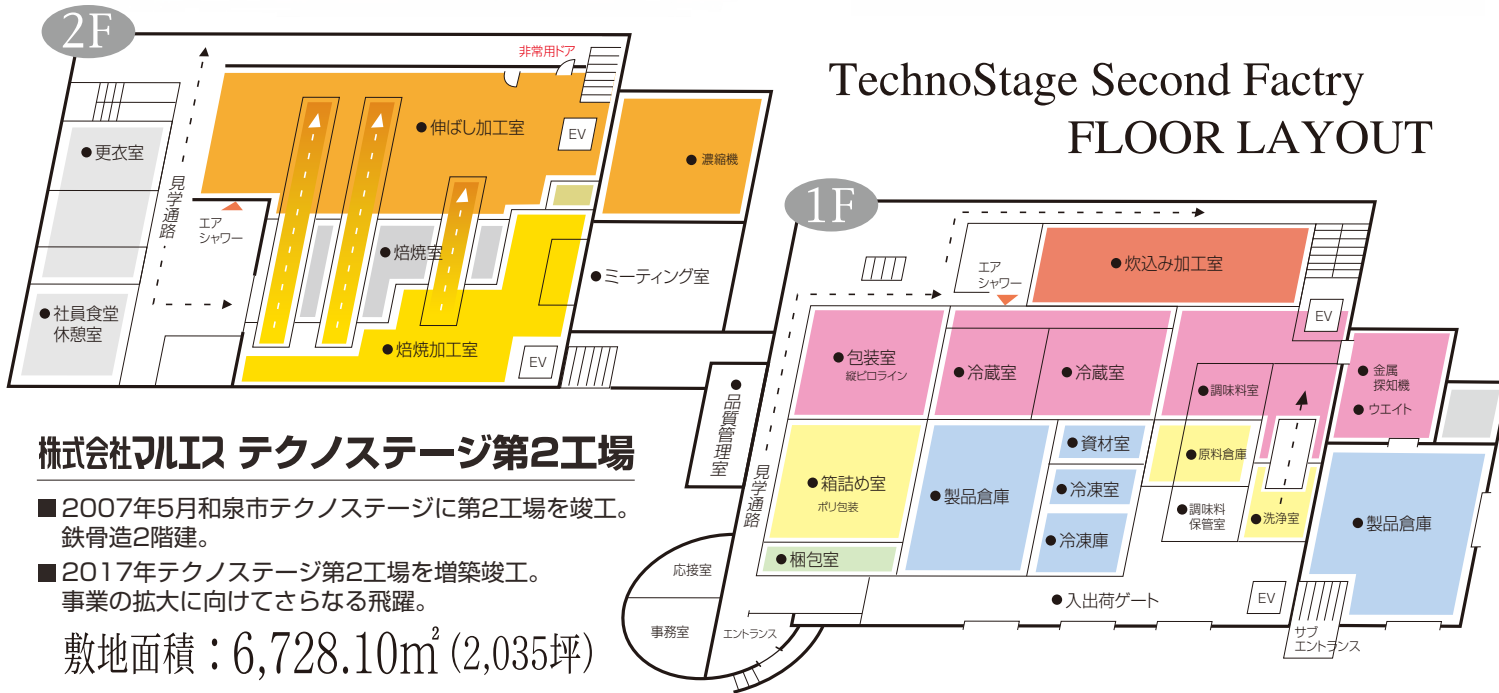 2F
非常用ドア
EV
●伸ばし加工室
●濃縮機
●更衣室
見学通路
エア
シャワー
●焙焼室
●ミーティング室
●社員食堂
休憩室
●焙焼加工室
EV
TechnoStage Second Factry
FLOOR LAYOUT
1F
●炊込み加工室
エア
シャワー
EV
●包装室
縦ピロライン
●冷蔵室
●冷蔵室
●調味料室
●金属
探知機
●ウエイト
●品質管理室
見学通路
●箱詰め室
ポリ包装
●製品倉庫
●資材室
●冷凍室
●冷凍庫
●原料倉庫
●調味料
保管室
●洗浄室
●製品倉庫
●梱包室
●入出荷ゲート
EV
応接室
事務室
エントランス
サブ
エントランス
株式会社マルエス テクノステージ第2工場
■2007年5月和泉市テクノステージに第2工場を竣工。
鉄骨造2階建。
■2017年テクノステージ第2工場を増築竣工。
事業の拡大に向けてさらなる飛躍。
敷地面積：6,728.10㎡(2,035坪)